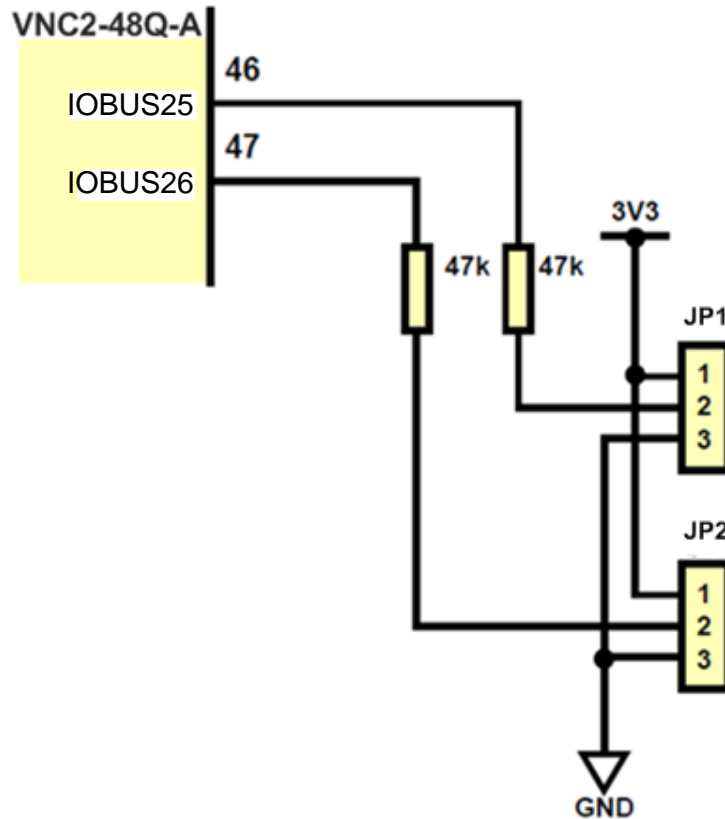 VNC2-48Q-A
46
IOBUS25
47
IOBUS26
3V3
47k 47k
JP1
1
2
3
JP2
1
2
3
GND